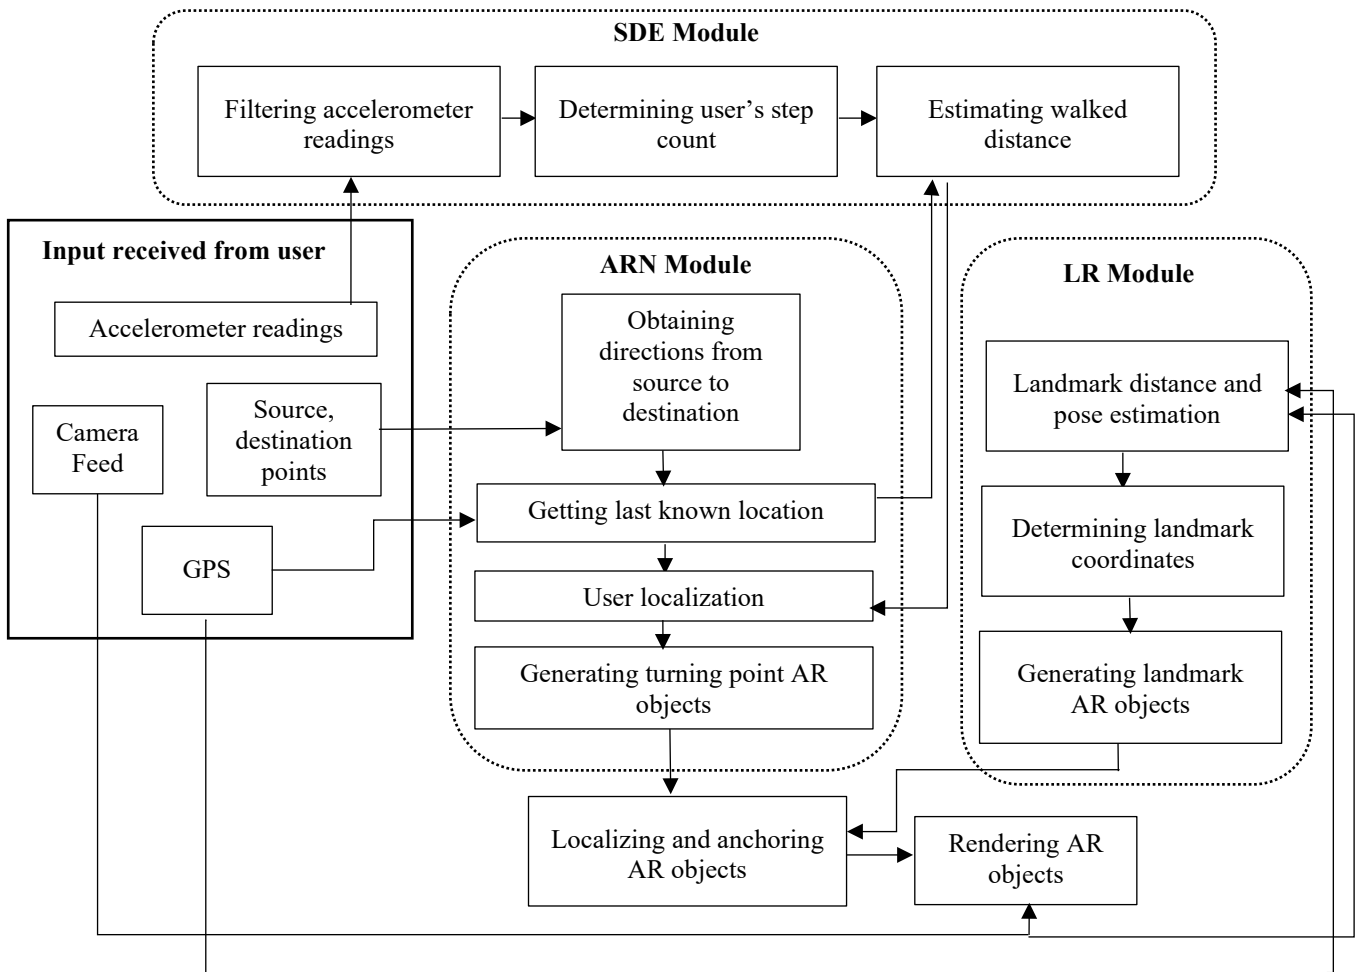 SDE Module
Filtering accelerometer
readings
Determining user's step
count
Estimating walked
distance
Input received from user
Accelerometer readings
Source,
destination
points
Camera
Feed
GPS
ARN Module
Obtaining
directions from
source to
destination
Getting last known location
User localization
Generating turning point AR
objects
LR Module
Landmark distance and
pose estimation
Determining landmark
coordinates
Generating landmark
AR objects
Localizing and anchoring
AR objects
Rendering AR
objects